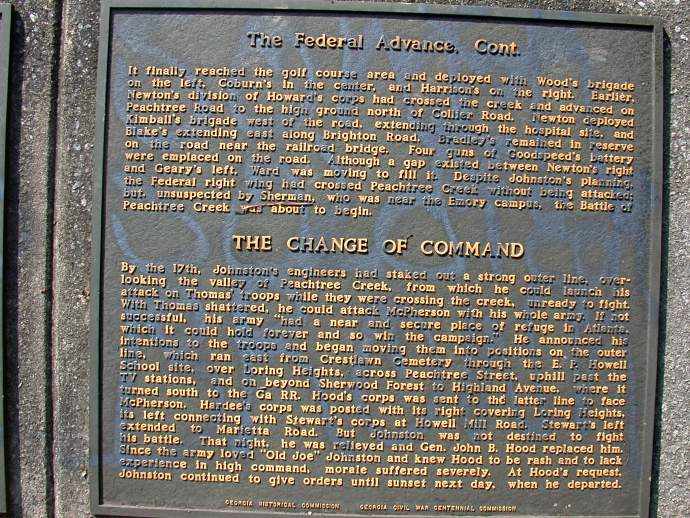 The Federal Advance, Cont.
It finally reached the golf course area and deployed with Wood's brigade
on the left, Coburn's in the center, and Harrison's on the right. Earlier,
Newton's division of Howard's corps had crossed the creek and advanced on
Peachtree Road to the high ground north of Collier Road. Newton deployed
Kimball's brigade west of the road, extending through the hospital site, and
Blake's extending east along Brighton Road. Bradley's remained in reserve
on the road near the railroad bridge. Four guns of Goodspeed's battery
were emplaced on the road. Although a gap existed between Newton's right
and Geary's left, Ward was moving to fill it. Despite Johnston's planning,
the Federal right wing had crossed Peachtree Creek without being attacked;
but, unsuspected by Sherman, who was near the Emory campus, the Battle of
Peachtree Creek was about to begin.
THE CHANGE OF COMMAND
By the 17th, Johnston's engineers had staked out a strong outer line, over-
looking the valley of Peachtree Creek, from which he could launch his
attack on Thomas' troops while they were crossing the creek, unready to fight.
With Thomas shattered, he could attack McPherson with his whole army. If not
successful, his army "had a near and secure place of refuge in Atlanta,
which it could hold forever and so win the campaign." He announced his
intentions to the troops and began moving them into positions on the outer
line, which ran east from Crestlawn Cemetery through the E. P. Howell
School site, over Loring Heights, across Peachtree Street, uphill past the
TV stations, and on beyond Sherwood Forest to Highland Avenue, where it
turned south to the Ga RR. Hood's corps was sent to the latter line to face
McPherson. Hardee's corps was posted with its right covering Loring Heights,
its left connecting with Stewart's corps at Howell Mill Road. Stewart's left
extended to Marietta Road. But Johnston was not destined to fight
his battle. That night, he was relieved and Gen. John B. Hood replaced him.
Since the army loved "Old Joe" Johnston and knew Hood to be rash and to lack
experience in high command, morale suffered severely. At Hood's request,
Johnston continued to give orders until sunset next day, when he departed.
GEORGIA HISTORICAL COMMISSION GEORGIA CIVIL WAR CENTENNIAL COMMISSION